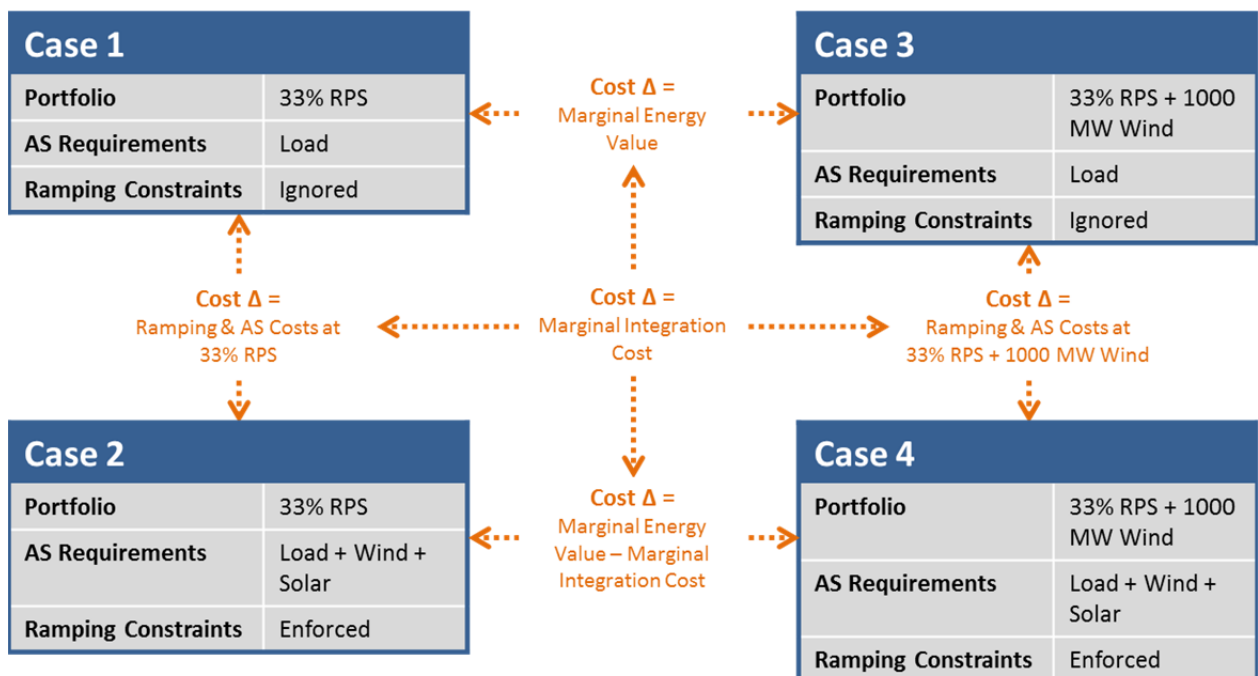 Case 1
Portfolio 33% RPS
AS Requirements Load
Ramping Constraints Ignored
Cost Δ =
Marginal Energy
Value
Case 3
Portfolio 33% RPS + 1000
MW Wind
AS Requirements Load
Ramping Constraints Ignored
Cost Δ =
Ramping & AS Costs at
33% RPS
Cost Δ =
Marginal Integration
Cost
Cost Δ =
Ramping & AS Costs at
33% RPS + 1000 MW Wind
Case 2
Portfolio 33% RPS
AS Requirements Load + Wind +
Solar
Ramping Constraints Enforced
Cost Δ =
Marginal Energy
Value – Marginal
Integration Cost
Case 4
Portfolio 33% RPS + 1000
MW Wind
AS Requirements Load + Wind +
Solar
Ramping Constraints Enforced